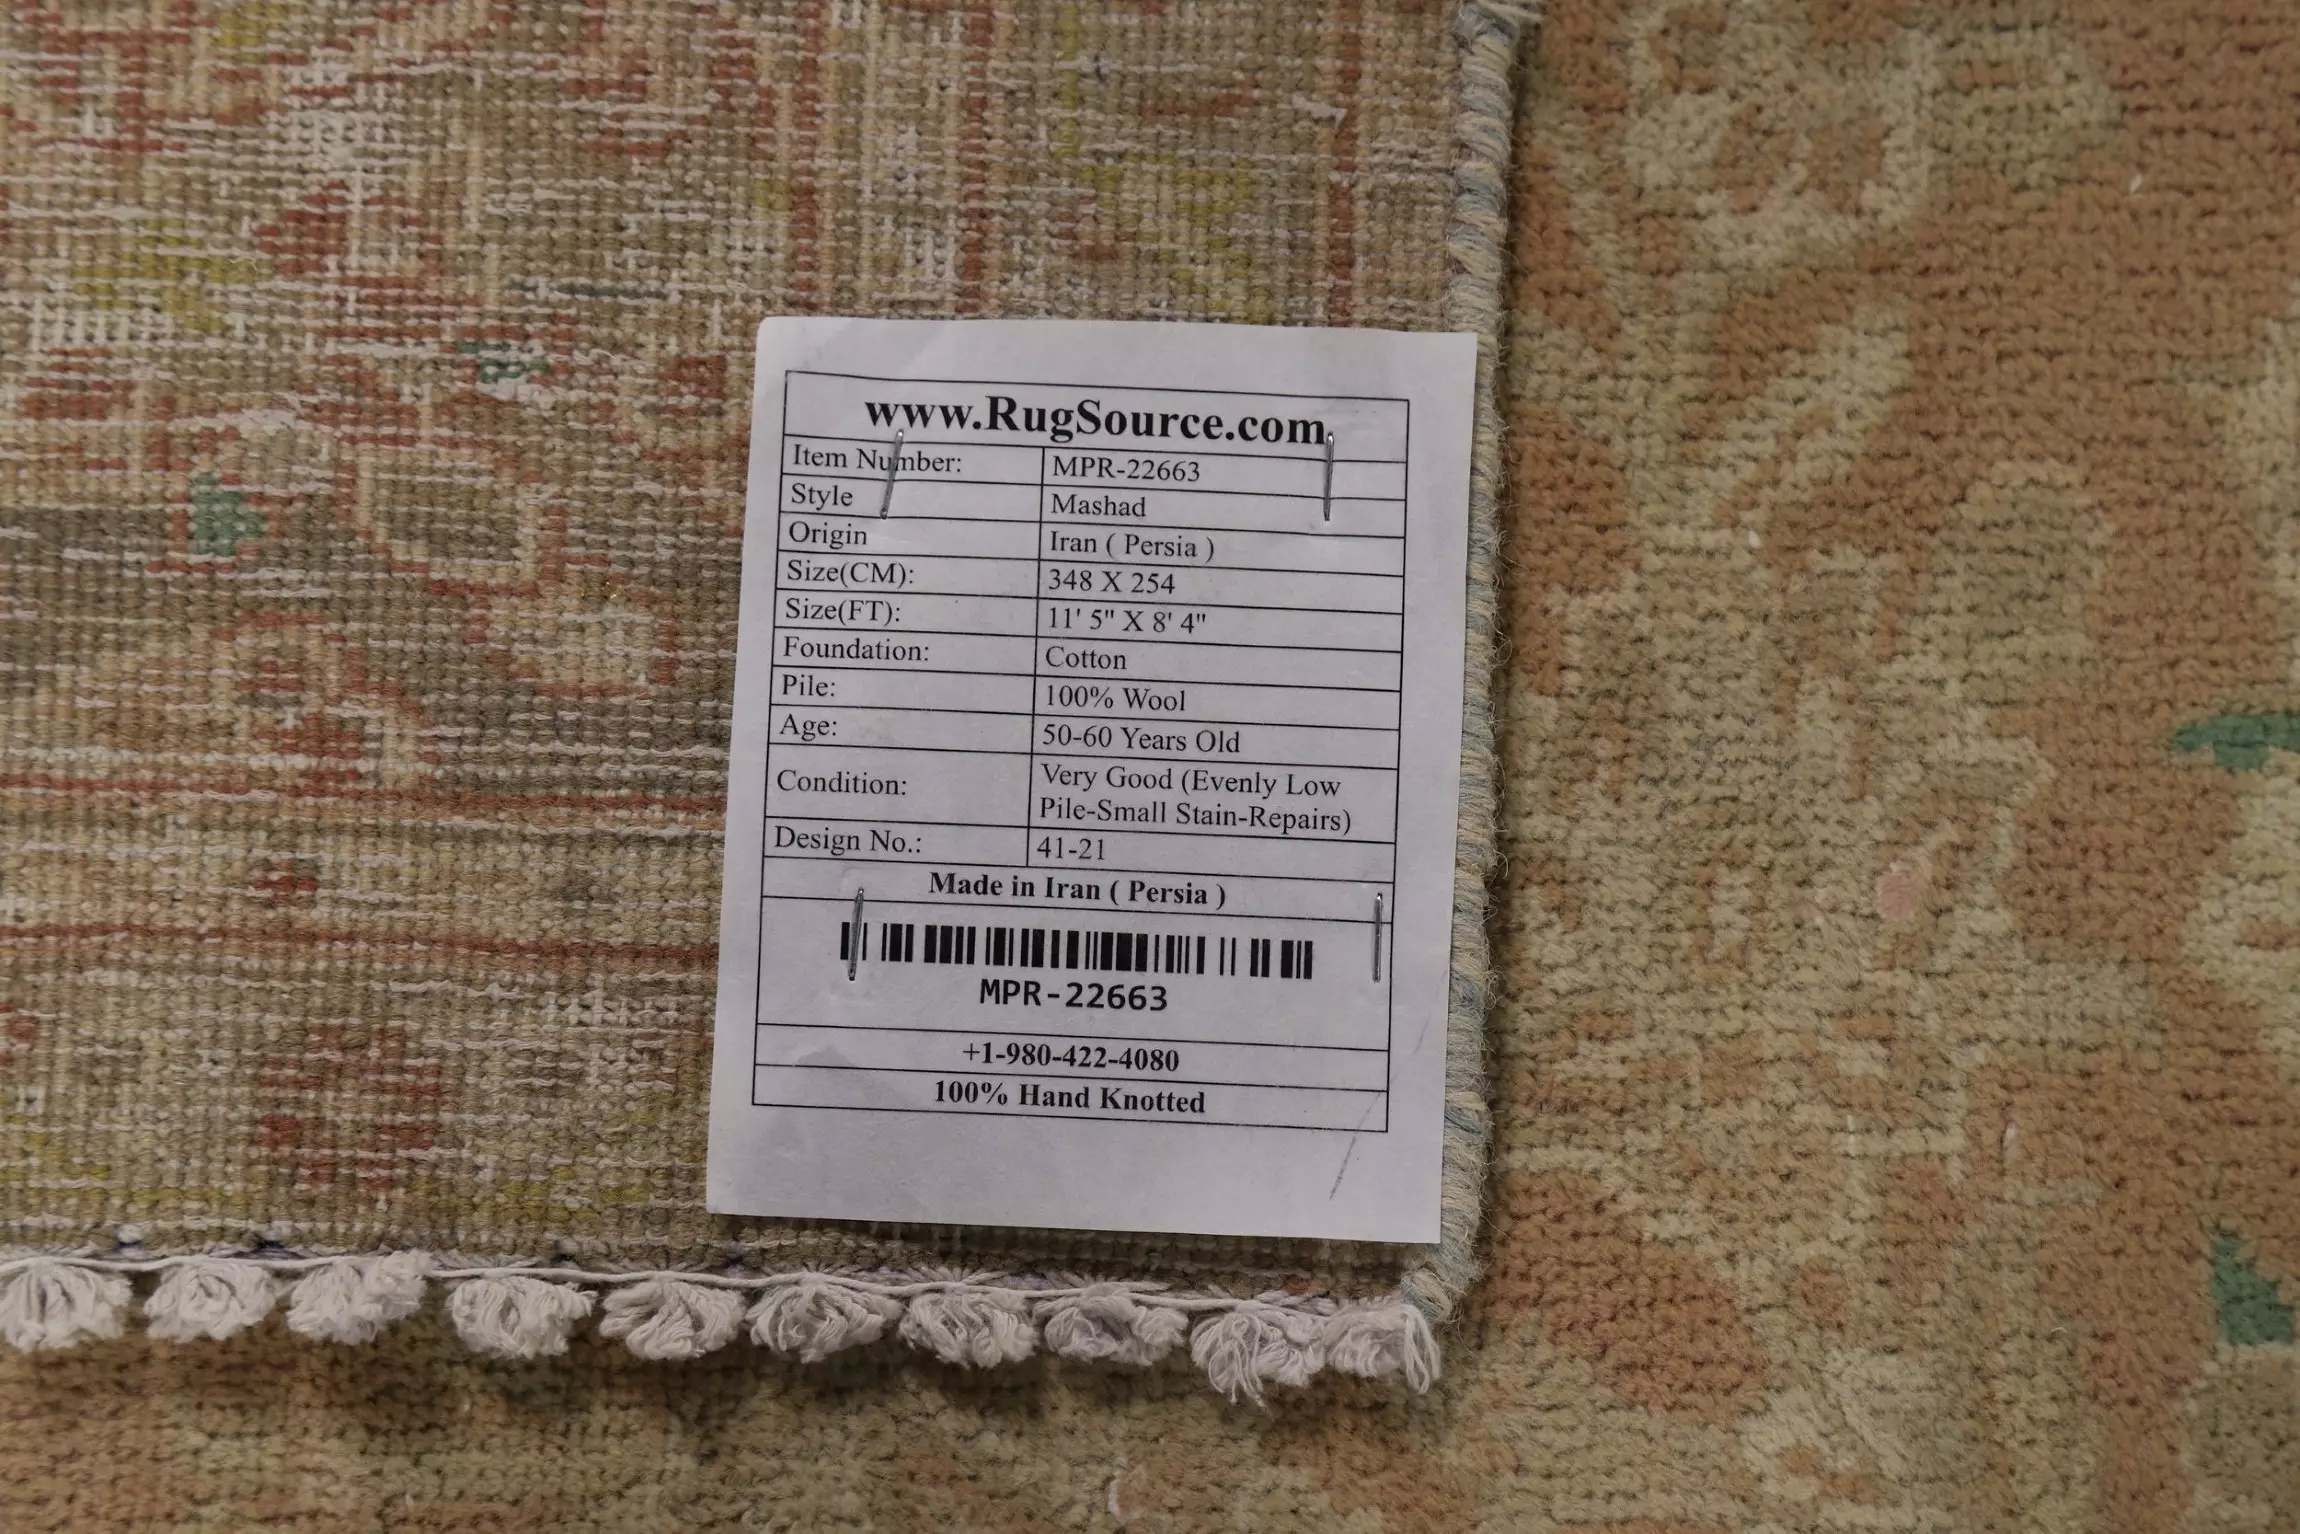 www.RugSource.com
Item Number: MPR-22663
Style Mashad
Origin Iran ( Persia )
Size(CM): 348 X 254
Size(FT): 11' 5" X 8' 4"
Foundation: Cotton
Pile: 100% Wool
Age: 50-60 Years Old
Condition: Very Good (Evenly Low
Pile-Small Stain-Repairs)
Design No.: 41-21
Made in Iran ( Persia )
MPR-22663
+1-980-422-4080
100% Hand Knotted